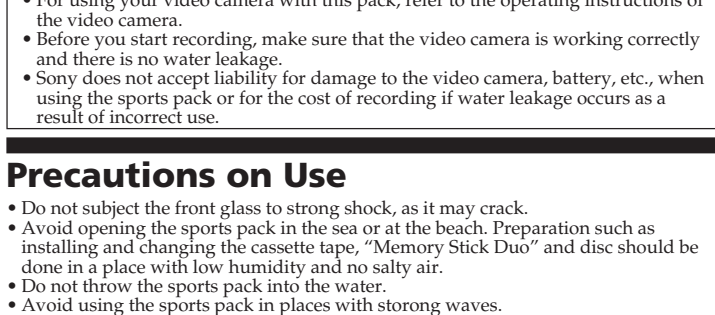 • For using your video camera with this pack, refer to the operating instructions of
the video camera.
• Before you start recording, make sure that the video camera is working correctly
and there is no water leakage.
• Sony does not accept liability for damage to the video camera, battery, etc., when
using the sports pack or for the cost of recording if water leakage occurs as a
result of incorrect use.
Precautions on Use
• Do not subject the front glass to strong shock, as it may crack.
• Avoid opening the sports pack in the sea or at the beach. Preparation such as
installing and changing the cassette tape, “Memory Stick Duo” and disc should be
done in a place with low humidity and no salty air.
• Do not throw the sports pack into the water.
• Avoid using the sports pack in places with storong waves.